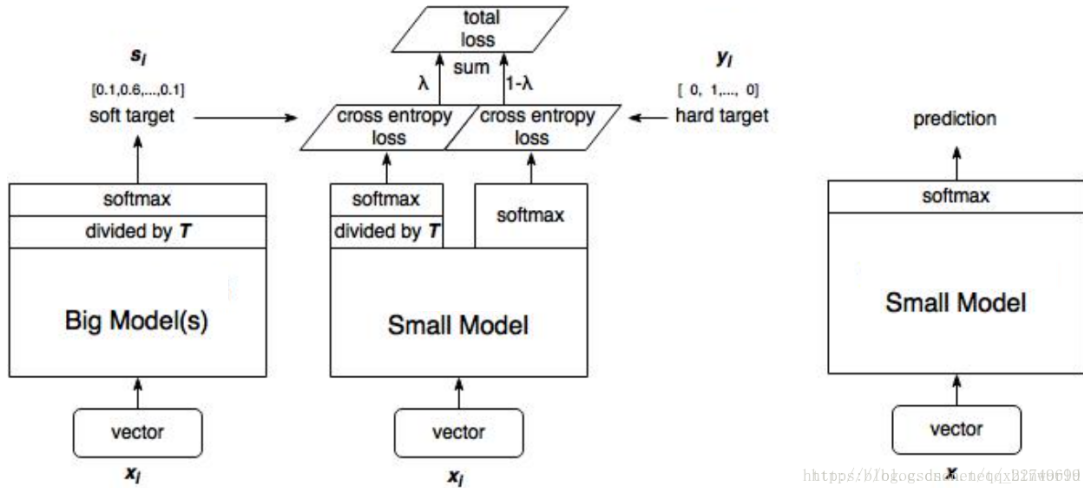 total
loss
s_i
y_i
sum
λ
1-λ
[0.1,0.6,...,0.1]
[ 0, 1,..., 0]
soft target
cross entropy
loss
cross entropy
loss
hard target
prediction
softmax
divided by T
softmax
divided by T
softmax
softmax
Big Model(s)
Small Model
Small Model
vector
vector
vector
x_i
x_i
x